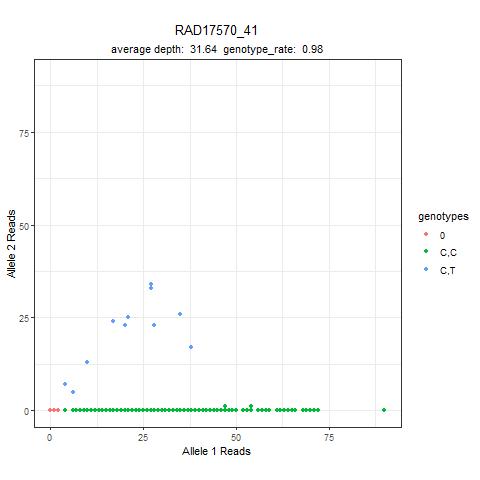 RAD17570_41
average depth:  31.64  genotype_rate:  0.98
Allele 2 Reads
75
50
25
0
0 25 50 75
Allele 1 Reads
genotypes
0
C,C
C,T